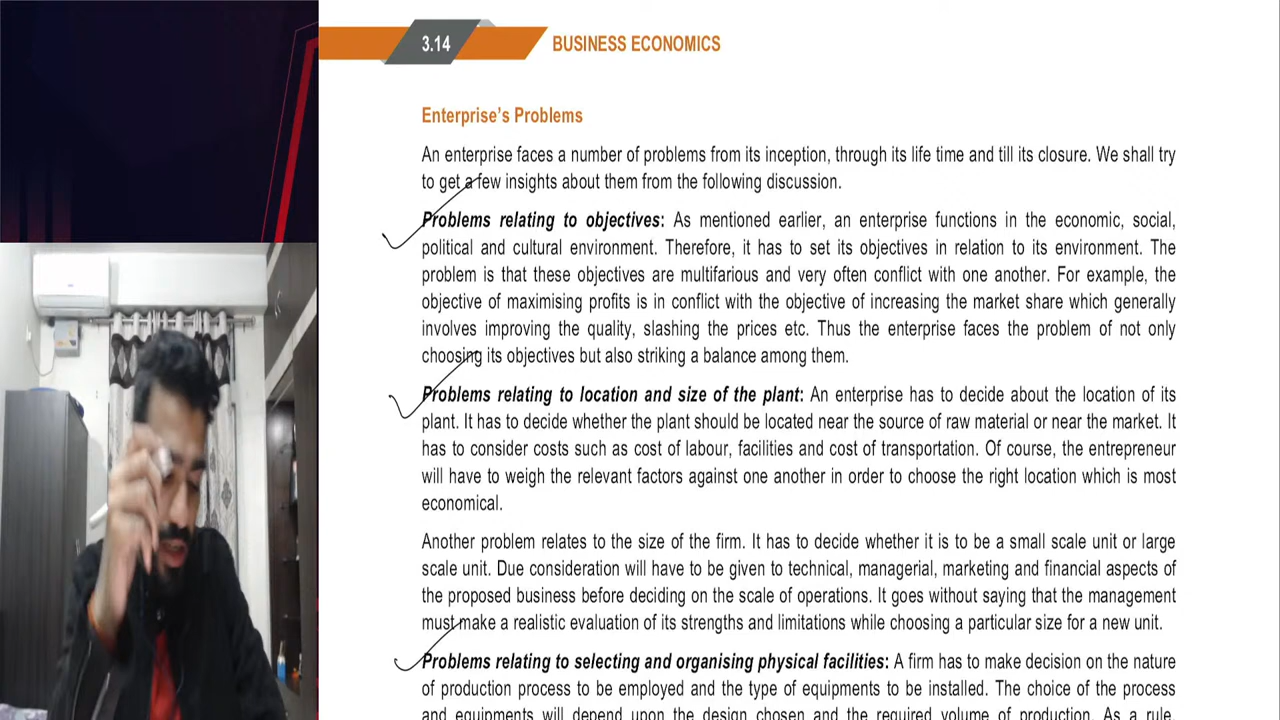 3.14 BUSINESS ECONOMICS
Enterprise's Problems
An enterprise faces a number of problems from its inception, through its life time and till its closure. We shall try
to get a few insights about them from the following discussion.
Problems relating to objectives: As mentioned earlier, an enterprise functions in the economic, social,
political and cultural environment. Therefore, it has to set its objectives in relation to its environment. The
problem is that these objectives are multifarious and very often conflict with one another. For example, the
objective of maximising profits is in conflict with the objective of increasing the market share which generally
involves improving the quality, slashing the prices etc. Thus the enterprise faces the problem of not only
choosing its objectives but also striking a balance among them.
Problems relating to location and size of the plant: An enterprise has to decide about the location of its
plant. It has to decide whether the plant should be located near the source of raw material or near the market. It
has to consider costs such as cost of labour, facilities and cost of transportation. Of course, the entrepreneur
will have to weigh the relevant factors against one another in order to choose the right location which is most
economical.
Another problem relates to the size of the firm. It has to decide whether it is to be a small scale unit or large
scale unit. Due consideration will have to be given to technical, managerial, marketing and financial aspects of
the proposed business before deciding on the scale of operations. It goes without saying that the management
must make a realistic evaluation of its strengths and limitations while choosing a particular size for a new unit.
Problems relating to selecting and organising physical facilities: A firm has to make decision on the nature
of production process to be employed and the type of equipments to be installed. The choice of the process
and equipments will depend upon the design chosen and the required volume of production. As a rule,